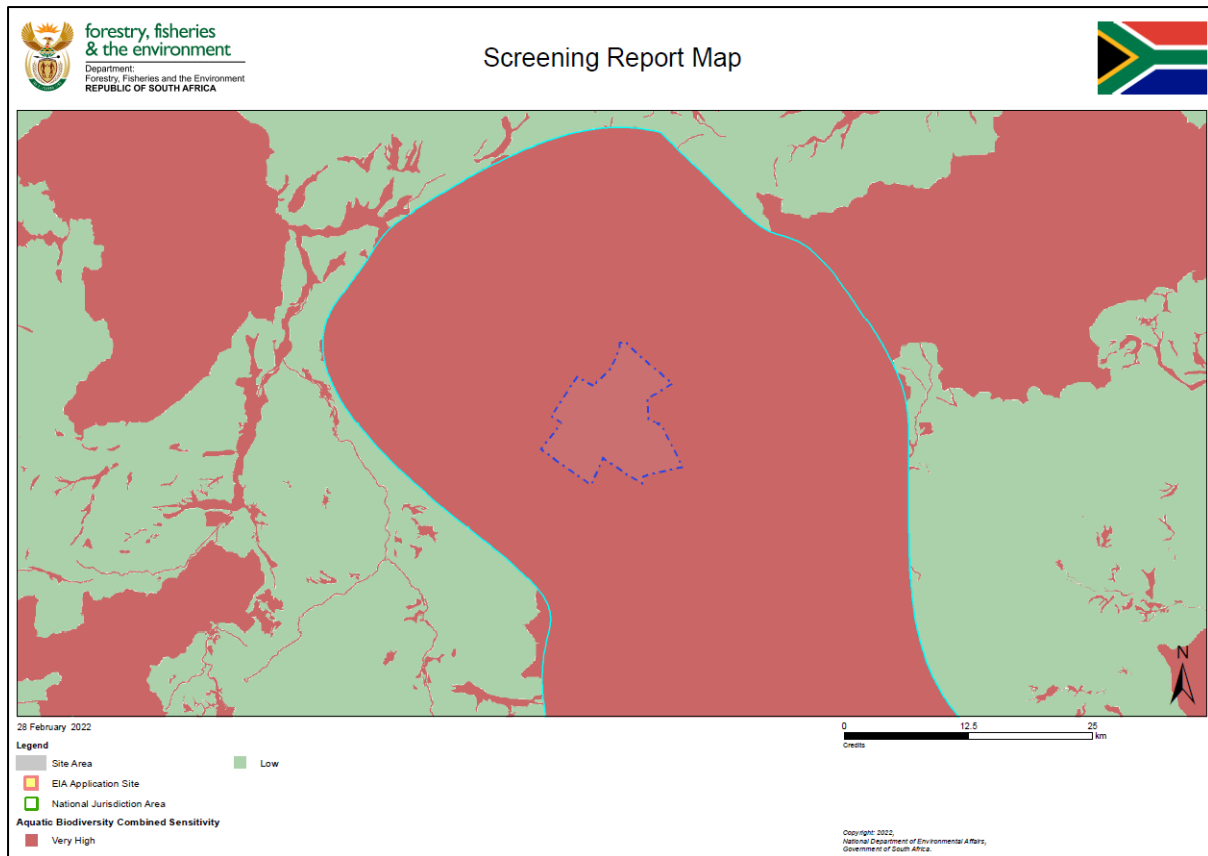 forestry, fisheries
& the environment
Department:
Forestry, Fisheries and the Environment
REPUBLIC OF SOUTH AFRICA
Screening Report Map
N
28 February 2022
0 12.5 25
km
Credits
Legend
Site Area
Low
EIA Application Site
National Jurisdiction Area
Aquatic Biodiversity Combined Sensitivity
Very High
Copyright: 2022,
National Department of Environmental Affairs,
Government of South Africa.